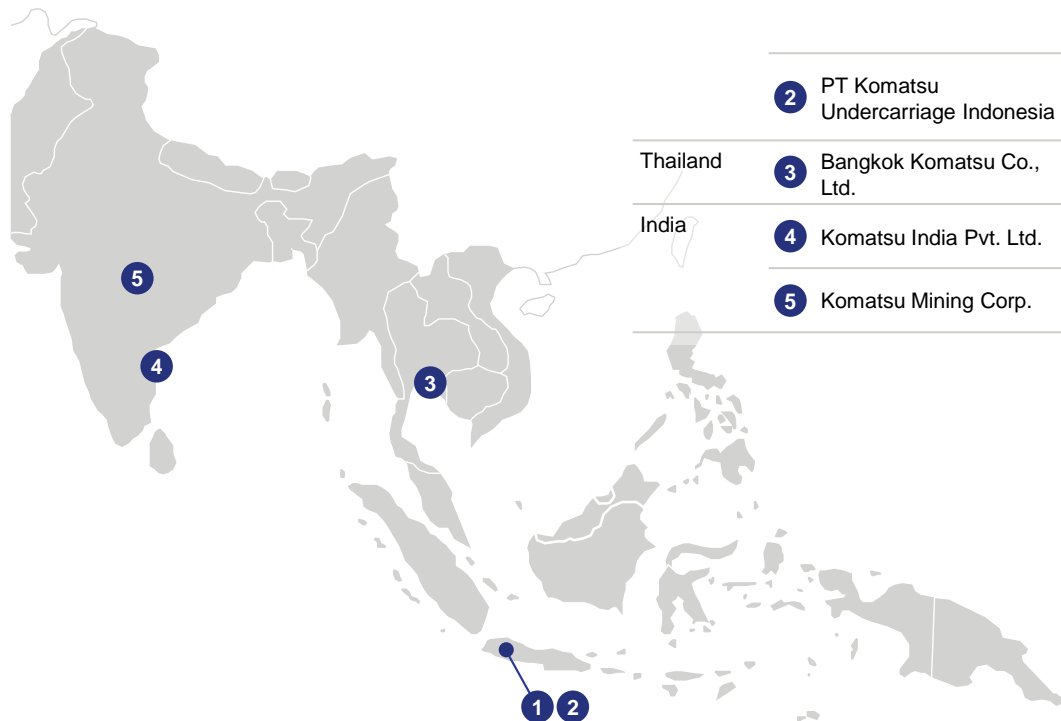 2 PT Komatsu
Undercarriage Indonesia
Thailand 3 Bangkok Komatsu Co.,
Ltd.
India 4 Komatsu India Pvt. Ltd.
5 Komatsu Mining Corp.
5
4
3
1 2